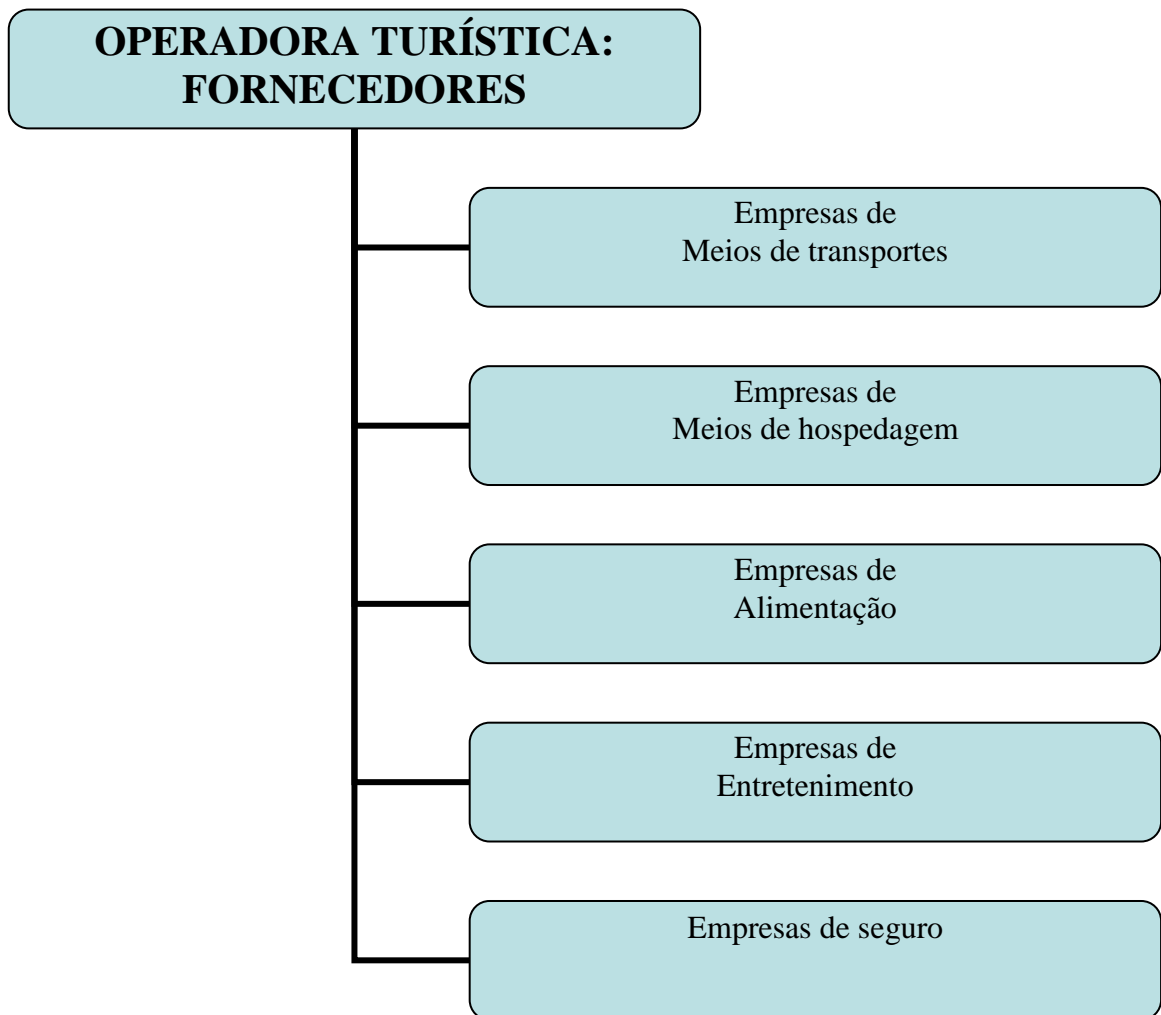 OPERADORA TURÍSTICA:
FORNECEDORES
Empresas de
Meios de transportes
Empresas de
Meios de hospedagem
Empresas de
Alimentação
Empresas de
Entretenimento
Empresas de seguro